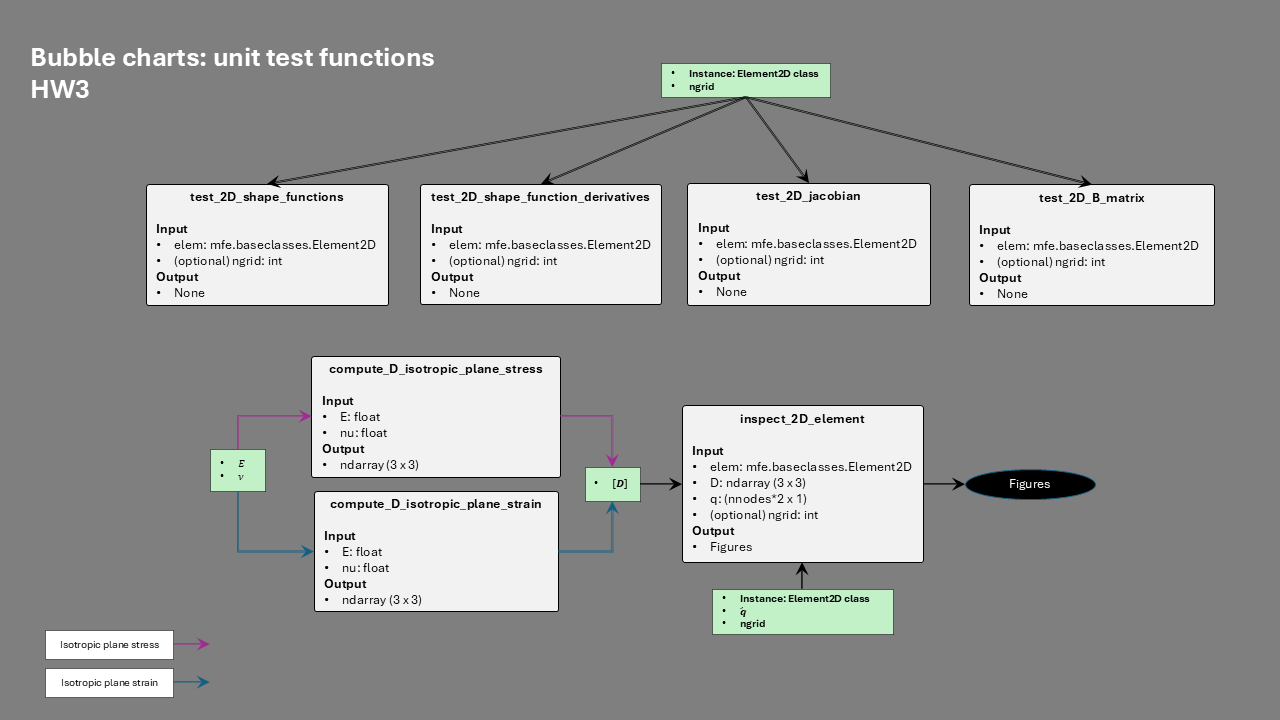 Bubble charts: unit test functions
HW3
• Instance: Element2D class
• ngrid
test_2D_shape_functions
Input
• elem: mfe.baseclasses.Element2D
• (optional) ngrid: int
Output
• None
test_2D_shape_function_derivatives
Input
• elem: mfe.baseclasses.Element2D
• (optional) ngrid: int
Output
• None
test_2D_jacobian
Input
• elem: mfe.baseclasses.Element2D
• (optional) ngrid: int
Output
• None
test_2D_B_matrix
Input
• elem: mfe.baseclasses.Element2D
• (optional) ngrid: int
Output
• None
compute_D_isotropic_plane_stress
Input
• E: float
• nu: float
Output
• ndarray (3 x 3)
• E
• ν
compute_D_isotropic_plane_strain
Input
• E: float
• nu: float
Output
• ndarray (3 x 3)
• [D]
inspect_2D_element
Input
• elem: mfe.baseclasses.Element2D
• D: ndarray (3 x 3)
• q: (nnodes*2 x 1)
• (optional) ngrid: int
Output
• Figures
Figures
• Instance: Element2D class
• q⃗
• ngrid
Isotropic plane stress
Isotropic plane strain